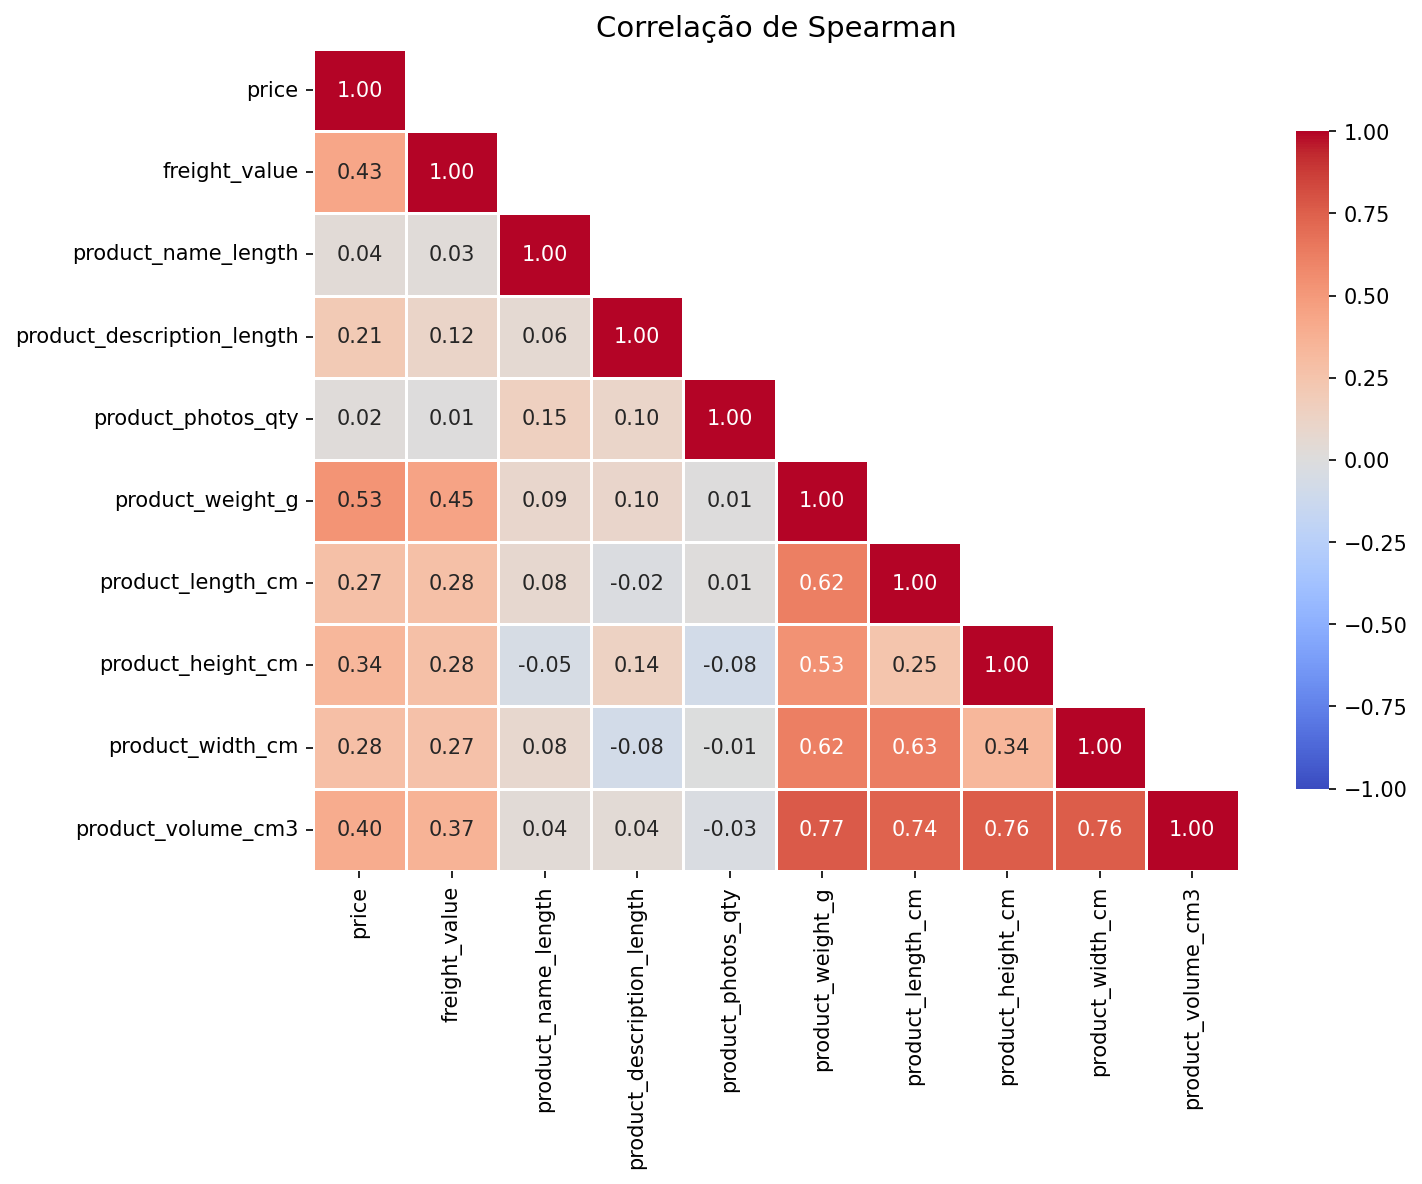 Correlação de Spearman
price 1.00
freight_value 0.43 1.00
product_name_length 0.04 0.03 1.00
product_description_length 0.21 0.12 0.06 1.00
product_photos_qty 0.02 0.01 0.15 0.10 1.00
product_weight_g 0.53 0.45 0.09 0.10 0.01 1.00
product_length_cm 0.27 0.28 0.08 -0.02 0.01 0.62 1.00
product_height_cm 0.34 0.28 -0.05 0.14 -0.08 0.53 0.25 1.00
product_width_cm 0.28 0.27 0.08 -0.08 -0.01 0.62 0.63 0.34 1.00
product_volume_cm3 0.40 0.37 0.04 0.04 -0.03 0.77 0.74 0.76 0.76 1.00
price
freight_value
product_name_length
product_description_length
product_photos_qty
product_weight_g
product_length_cm
product_height_cm
product_width_cm
product_volume_cm3
1.00
0.75
0.50
0.25
0.00
−0.25
−0.50
−0.75
−1.00